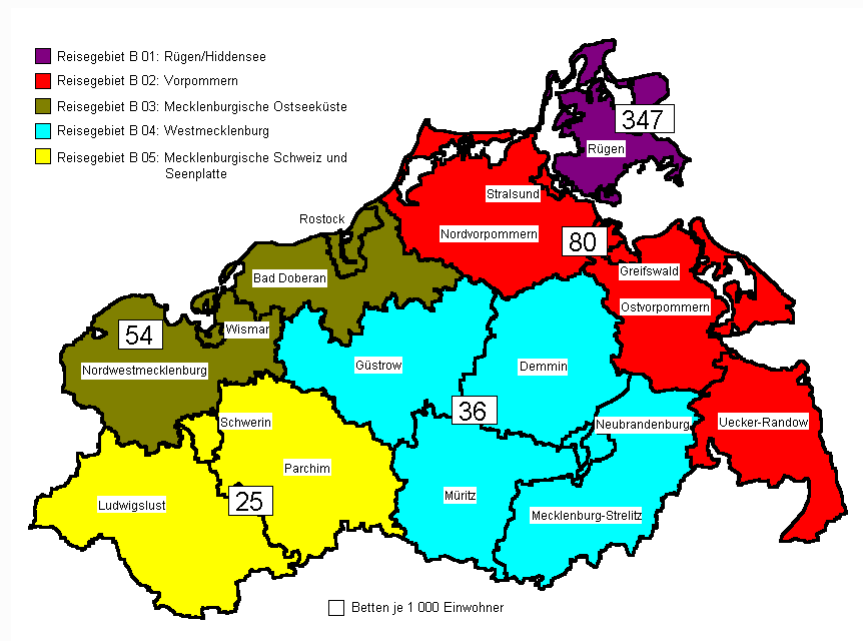 Reisegebiet B 01: Rügen/Hiddensee
Reisegebiet B 02: Vorpommern
Reisegebiet B 03: Mecklenburgische Ostseeküste
Reisegebiet B 04: Westmecklenburg
Reisegebiet B 05: Mecklenburgische Schweiz und
Seenplatte
347
Rügen
Stralsund
Rostock
Nordvorpommern
80
Greifswald
Bad Doberan
Ostvorpommern
Wismar
54
Nordwestmecklenburg
Güstrow
Demmin
36
Schwerin
Neubrandenburg
Uecker-Randow
Parchim
Müritz
25
Ludwigslust
Mecklenburg-Strelitz
Betten je 1 000 Einwohner